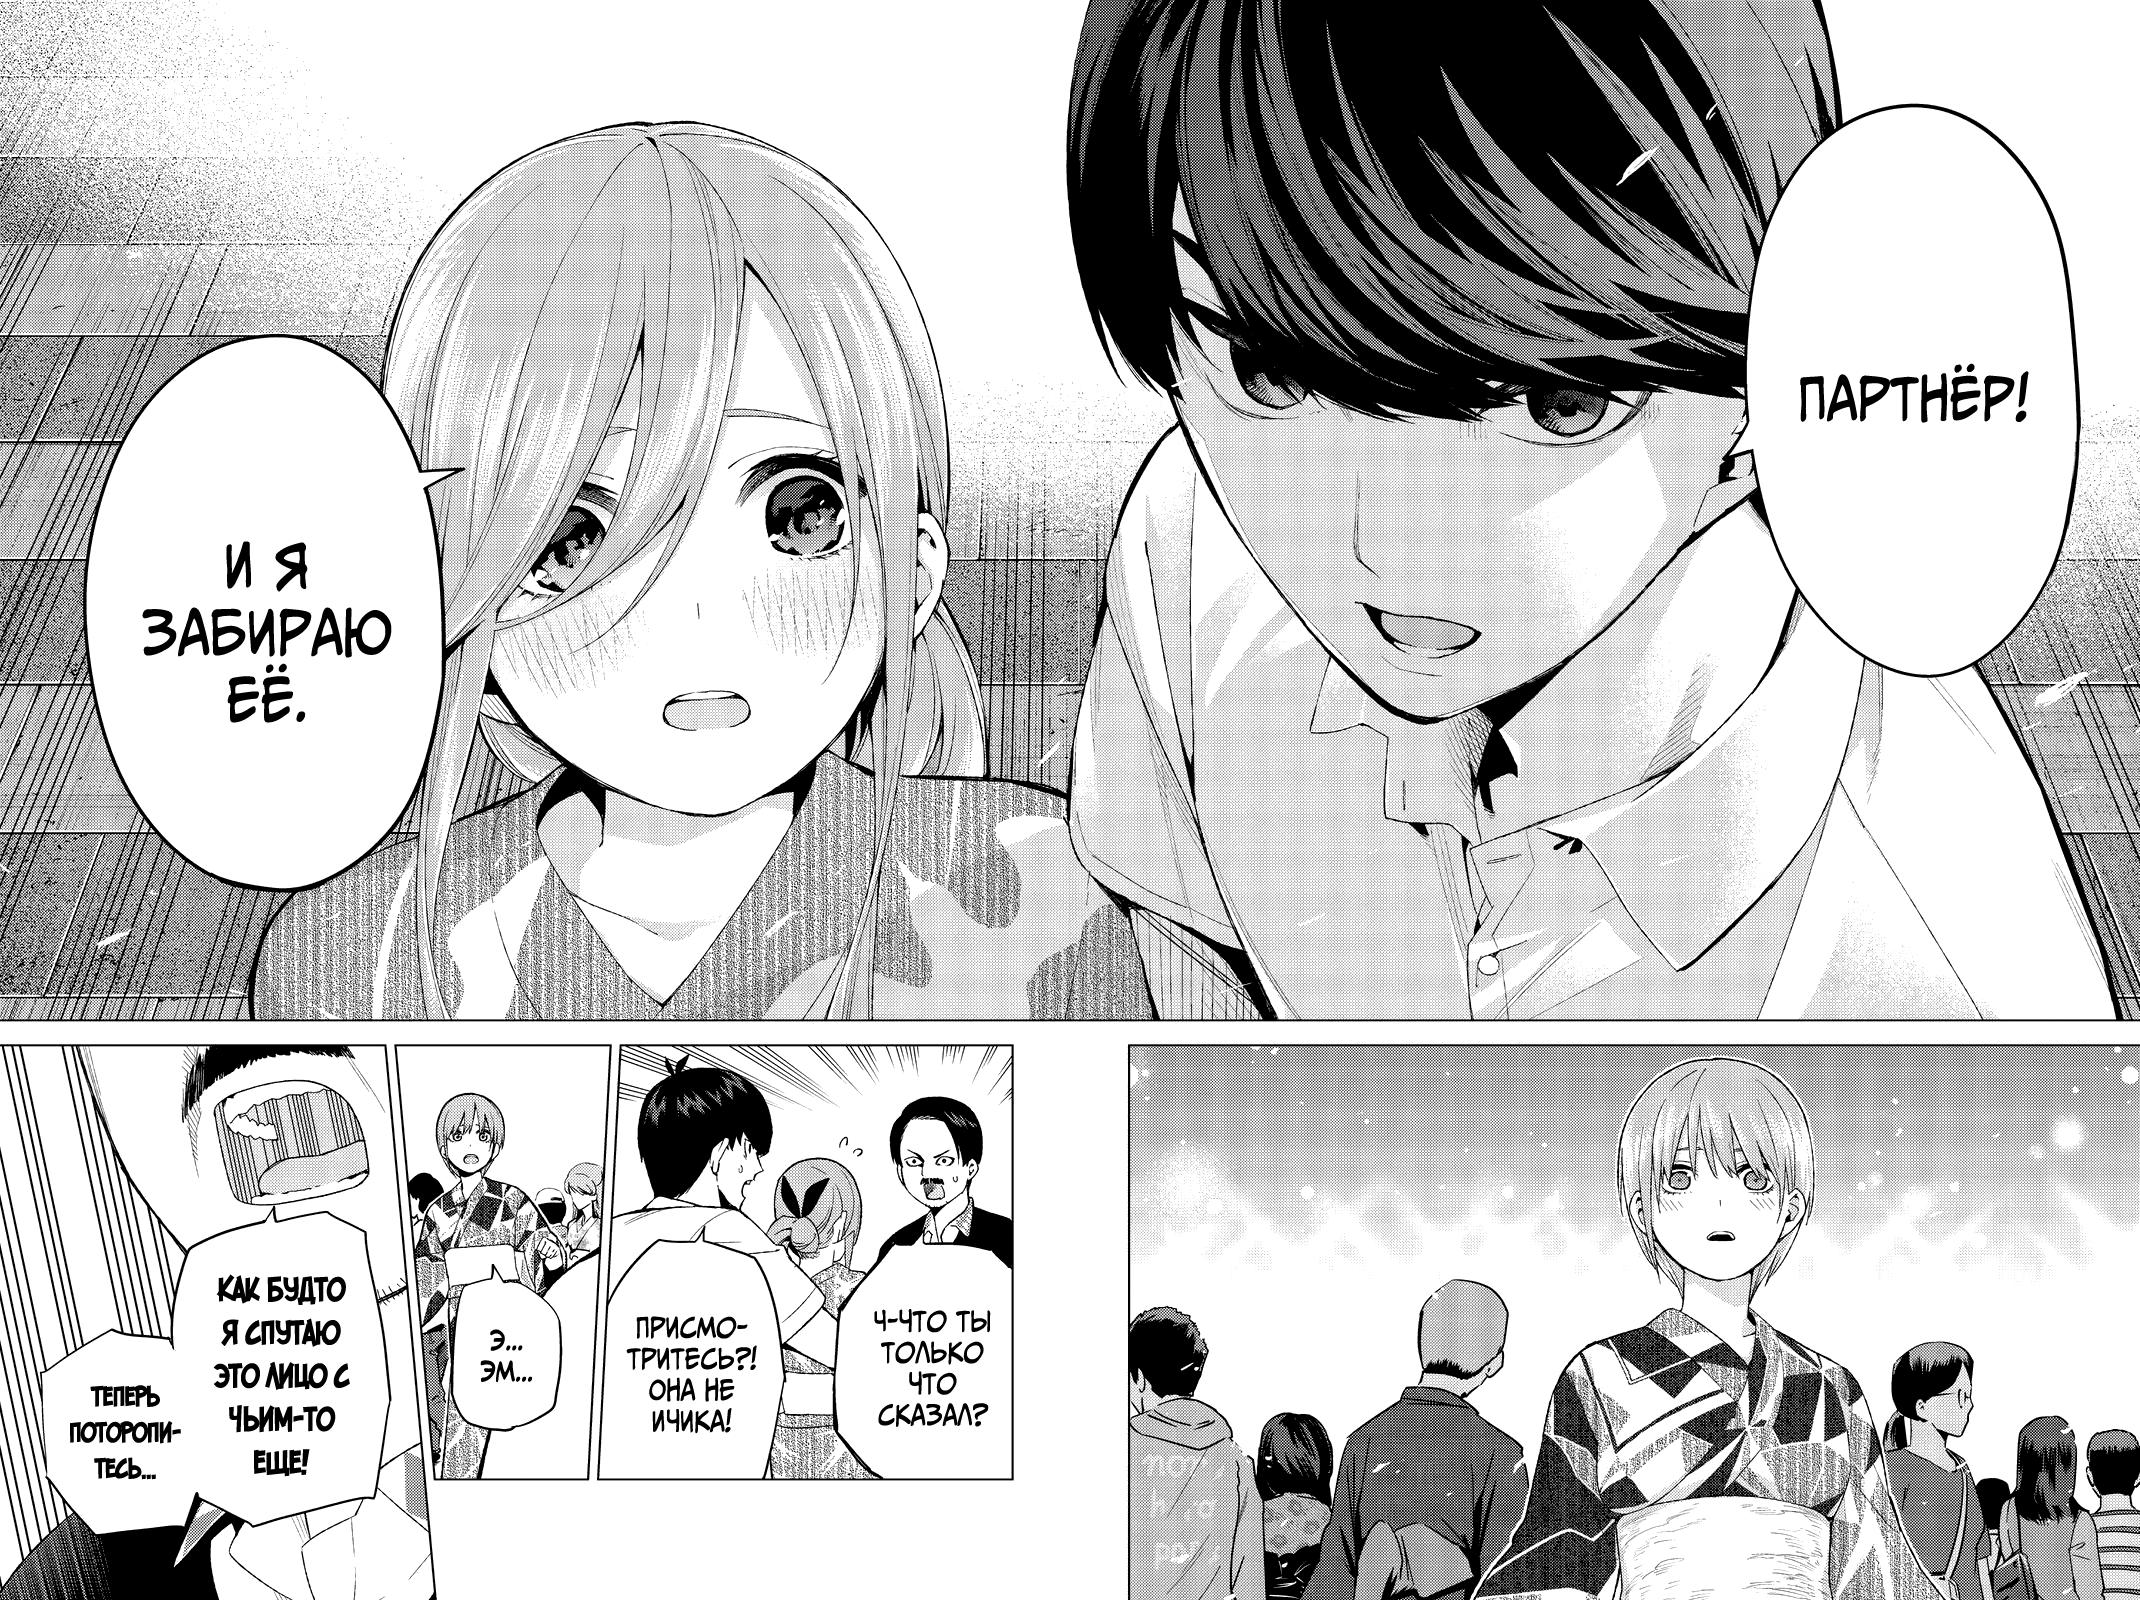 ПАРТНЁР!
И Я
ЗАБИРАЮ
ЕЁ.
Ч-ЧТО ТЫ
ТОЛЬКО
ЧТО
СКАЗАЛ?
ПРИСМО-
ТРИТЕСЬ?!
ОНА НЕ
ИЧИКА!
Э...
ЭМ...
КАК БУДТО
Я СПУТАЮ
ЭТО ЛИЦО С
ЧЬИМ-ТО
ЕЩЕ!
ТЕПЕРЬ
ПОТОРОПИ-
ТЕСЬ...